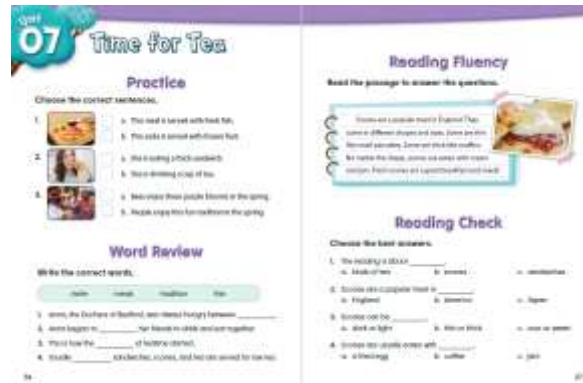 Unit
07
Time for Tea
Practice
Choose the correct sentences.
1.
a. This meal is served with fresh fish.
b. This soda is served with frozen fruit.
2.
a. She is eating a thick sandwich.
b. She is drinking a cup of tea.
3.
a. Bees enjoy these purple blooms in the spring.
b. People enjoy this fun tradition in the spring.
Word Review
Write the correct words.
invite meals tradition
1. Anna, the Duchess of Bedford, was always hungry between
2. Anna began to her friends to drink and eat together.
3. This is how the of teatime started.
4. Usually sandwiches, scones, and tea are served for low tea.
Reading Fluency
Read the passage to answer the questions.
Scones are a popular treat in England. They
come in different shapes and sizes. Some are thin
like small pancakes. Some are thick like muffins.
No matter the shape, scones are eaten with cream
and jam. Fresh scones are a great breakfast and snack!
Reading Check
Choose the best answers.
1. The reading is about
a. kinds of tea b. scones c. sandwiches
2. Scones are a popular treat in
a. England b. America c. Japan
3. Scones can be
a. dark or light b. thin or thick c. sour or sweet
4. Scones are usually eaten with
a. a fried egg b. coffee c. jam